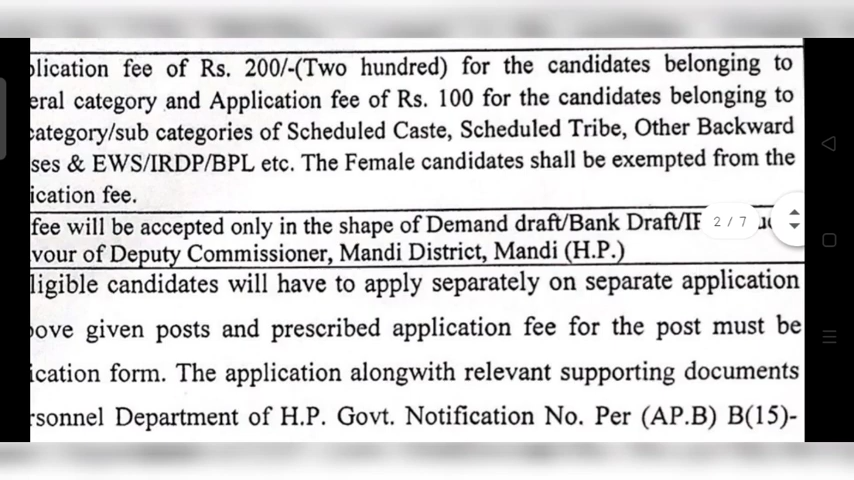 plication fee of Rs. 200/-(Two hundred) for the candidates belonging to
eral category and Application fee of Rs. 100 for the candidates belonging to
category/sub categories of Scheduled Caste, Scheduled Tribe, Other Backward
ses & EWS/IRDP/BPL etc. The Female candidates shall be exempted from the
ication fee.
fee will be accepted only in the shape of Demand draft/Bank Draft/IP
2 / 7
vour of Deputy Commissioner, Mandi District, Mandi (H.P.)
ligible candidates will have to apply separately on separate application
ove given posts and prescribed application fee for the post must be
ication form. The application alongwith relevant supporting documents
rsonnel Department of H.P. Govt. Notification No. Per (AP.B) B(15)-